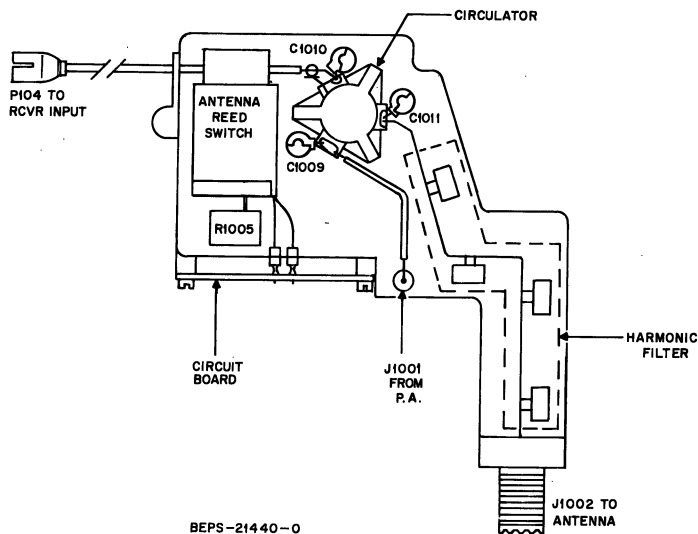 CIRCULATOR
C1010
P104 TO
RCVR INPUT
ANTENNA
REED
SWITCH
C1011
C1009
R1005
CIRCUIT
BOARD
J1001
FROM
P.A.
HARMONIC
FILTER
J1002 TO
ANTENNA
BEPS-21440-0